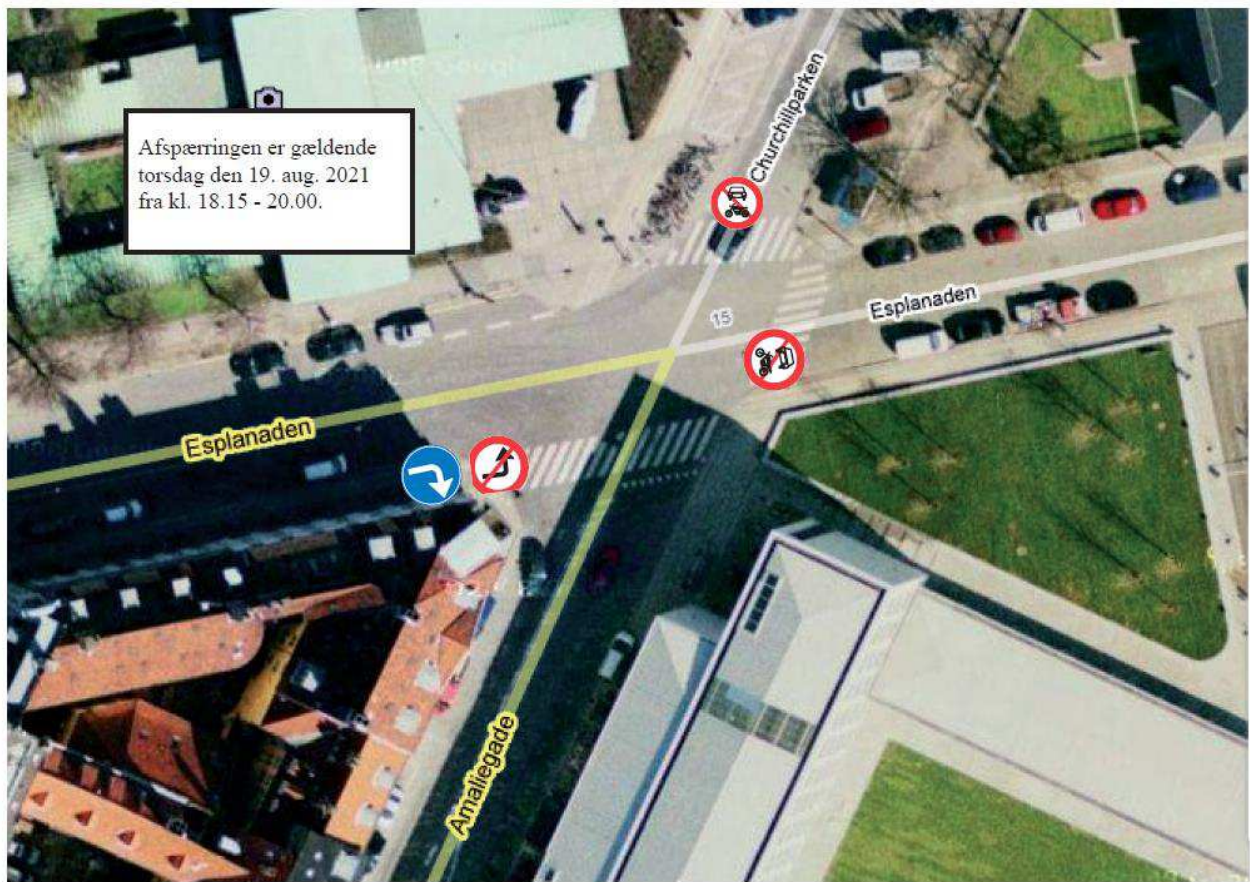 Afspærringen er gældende
torsdag den 19. aug. 2021
fra kl. 18.15 - 20.00.
Churchillparken
Esplanaden
15
Esplanaden
Amaliegade